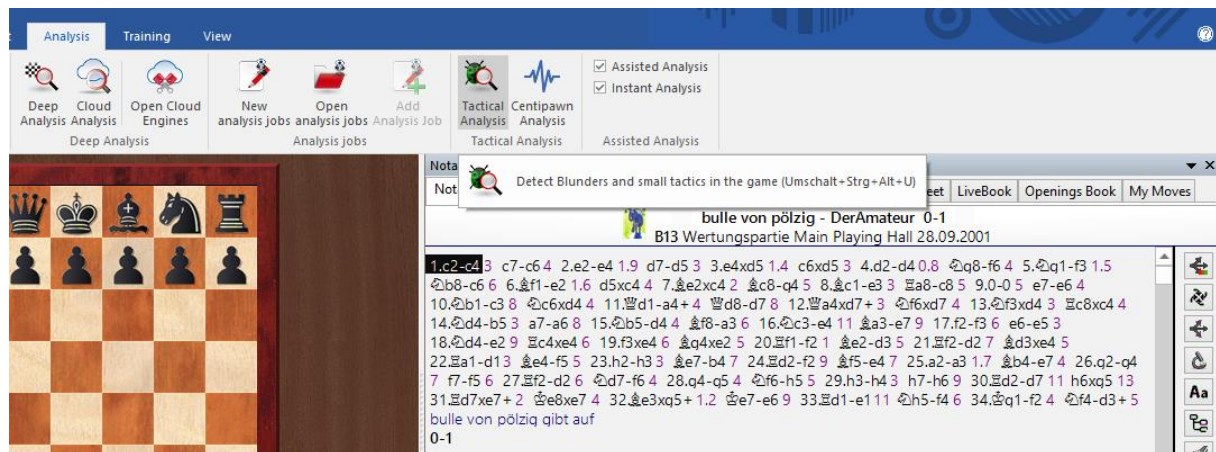 Analysis Training View
Deep Analysis
Cloud Analysis
Open Cloud Engines
New analysis jobs
Open analysis jobs
Add Analysis Job
Tactical Analysis
Centipawn Analysis
Assisted Analysis
Instant Analysis
Deep Analysis
Analysis jobs
Tactical Analysis
Assisted Analysis
Nota
Detect Blunders and small tactics in the game (Umschalt+Strg+Alt+U)
Not
eet LiveBook Openings Book My Moves
bulle von pölzig - DerAmateur 0-1
B13 Wertungspartie Main Playing Hall 28.09.2001
1.c2-c4 3 c7-c6 4 2.e2-e4 1.9 d7-d5 3 3.e4xd5 1.4 c6xd5 3 4.d2-d4 0.8 ♘g8-f6 4 5.♘g1-f3 1.5
♘b8-c6 6 6.♗f1-e2 1.6 d5xc4 4 7.♗e2xc4 2 ♗c8-g4 5 8.♗c1-e3 3 ♖a8-c8 5 9.0-0 5 e7-e6 4
10.♘b1-c3 8 ♘c6xd4 4 11.♕d1-a4+ 4 ♕d8-d7 8 12.♕a4xd7+ 3 ♘f6xd7 4 13.♘f3xd4 3 ♖c8xc4 4
14.♘d4-b5 3 a7-a6 8 15.♘b5-d4 4 ♗f8-a3 6 16.♘c3-e4 11 ♗a3-e7 9 17.f2-f3 6 e6-e5 3
18.♘d4-e2 9 ♖c4xe4 6 19.f3xe4 6 ♗g4xe2 5 20.♖f1-f2 1 ♗e2-d3 5 21.♖f2-d2 7 ♗d3xe4 5
22.♖a1-d1 3 ♗e4-f5 5 23.h2-h3 3 ♗e7-b4 7 24.♖d2-f2 9 ♗f5-e4 7 25.a2-a3 1.7 ♗b4-e7 4 26.g2-g4
7 f7-f5 6 27.♖f2-d2 6 ♘d7-f6 4 28.g4-g5 4 ♘f6-h5 5 29.h3-h4 3 h7-h6 9 30.♖d2-d7 11 h6xg5 13
31.♖d7xe7+ 2 ♔e8xe7 4 32.♗e3xg5+ 1.2 ♔e7-e6 9 33.♖d1-e1 11 ♘h5-f4 6 34.♔g1-f2 4 ♘f4-d3+ 5
bulle von pölzig gibt auf
0-1
Aa